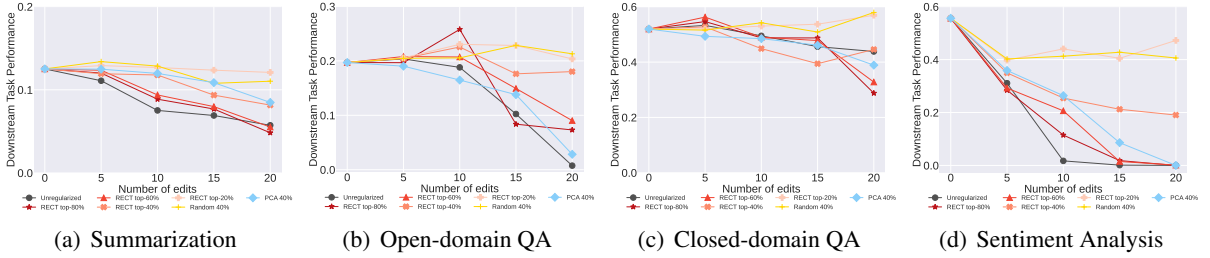 Downstream Task Performance
0.2
0.1
0.0
0 5 10 15 20
Number of edits
Unregularized RECT top-60% RECT top-20% PCA 40%
RECT top-80% RECT top-40% Random 40%
(a) Summarization
Downstream Task Performance
0.3
0.2
0.1
0.0
0 5 10 15 20
Number of edits
Unregularized RECT top-60% RECT top-20% PCA 40%
RECT top-80% RECT top-40% Random 40%
(b) Open-domain QA
Downstream Task Performance
0.6
0.4
0.2
0.0
0 5 10 15 20
Number of edits
Unregularized RECT top-60% RECT top-20% PCA 40%
RECT top-80% RECT top-40% Random 40%
(c) Closed-domain QA
Downstream Task Performance
0.6
0.4
0.2
0.0
0 5 10 15 20
Number of edits
Unregularized RECT top-60% RECT top-20% PCA 40%
RECT top-80% RECT top-40% Random 40%
(d) Sentiment Analysis